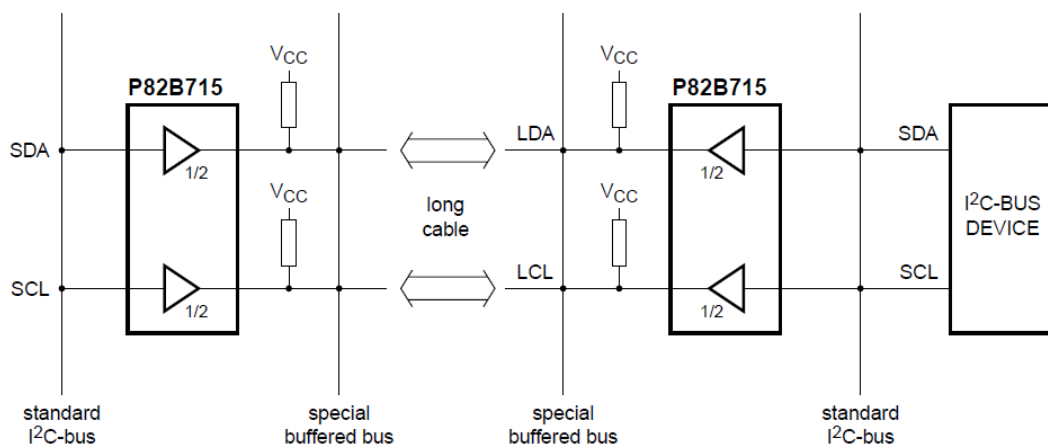 VCC
VCC
P82B715
P82B715
SDA
LDA
SDA
1/2
1/2
VCC
VCC
long
cable
I²C-BUS
DEVICE
SCL
LCL
SCL
1/2
1/2
standard
I²C-bus
special
buffered bus
special
buffered bus
standard
I²C-bus